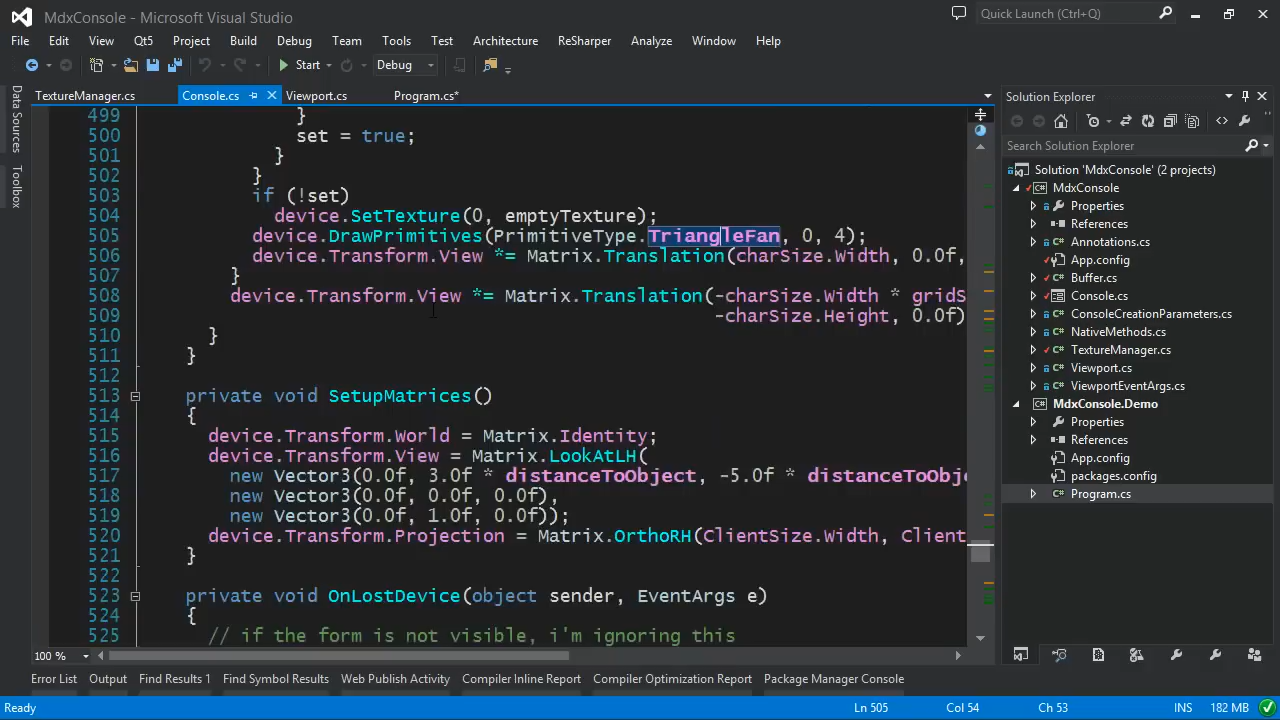 MdxConsole - Microsoft Visual Studio
Quick Launch (Ctrl+Q)
File Edit View Qt5 Project Build Debug Team Tools Test Architecture ReSharper Analyze Window Help
Start Debug
TextureManager.cs Console.cs Viewport.cs Program.cs*
Data Sources
Toolbox
499 }
500 set = true;
501 }
502 }
503 if (!set)
504 device.SetTexture(0, emptyTexture);
505 device.DrawPrimitives(PrimitiveType.TriangleFan, 0, 4);
506 device.Transform.View *= Matrix.Translation(charSize.Width, 0.0f,
507 }
508 device.Transform.View *= Matrix.Translation(-charSize.Width * gridS
509 -charSize.Height, 0.0f)
510 }
511 }
512
513 private void SetupMatrices()
514 {
515 device.Transform.World = Matrix.Identity;
516 device.Transform.View = Matrix.LookAtLH(
517 new Vector3(0.0f, 3.0f * distanceToObject, -5.0f * distanceToObje
518 new Vector3(0.0f, 0.0f, 0.0f),
519 new Vector3(0.0f, 1.0f, 0.0f));
520 device.Transform.Projection = Matrix.OrthoRH(ClientSize.Width, Client
521 }
522
523 private void OnLostDevice(object sender, EventArgs e)
524 {
525 // if the form is not visible, i'm ignoring this
100 %
Solution Explorer
Search Solution Explorer
Solution 'MdxConsole' (2 projects)
MdxConsole
Properties
References
Annotations.cs
App.config
Buffer.cs
Console.cs
ConsoleCreationParameters.cs
NativeMethods.cs
TextureManager.cs
Viewport.cs
ViewportEventArgs.cs
MdxConsole.Demo
Properties
References
App.config
packages.config
Program.cs
Error List Output Find Results 1 Find Symbol Results Web Publish Activity Compiler Inline Report Compiler Optimization Report Package Manager Console
Ready Ln 505 Col 54 Ch 53 INS 182 MB